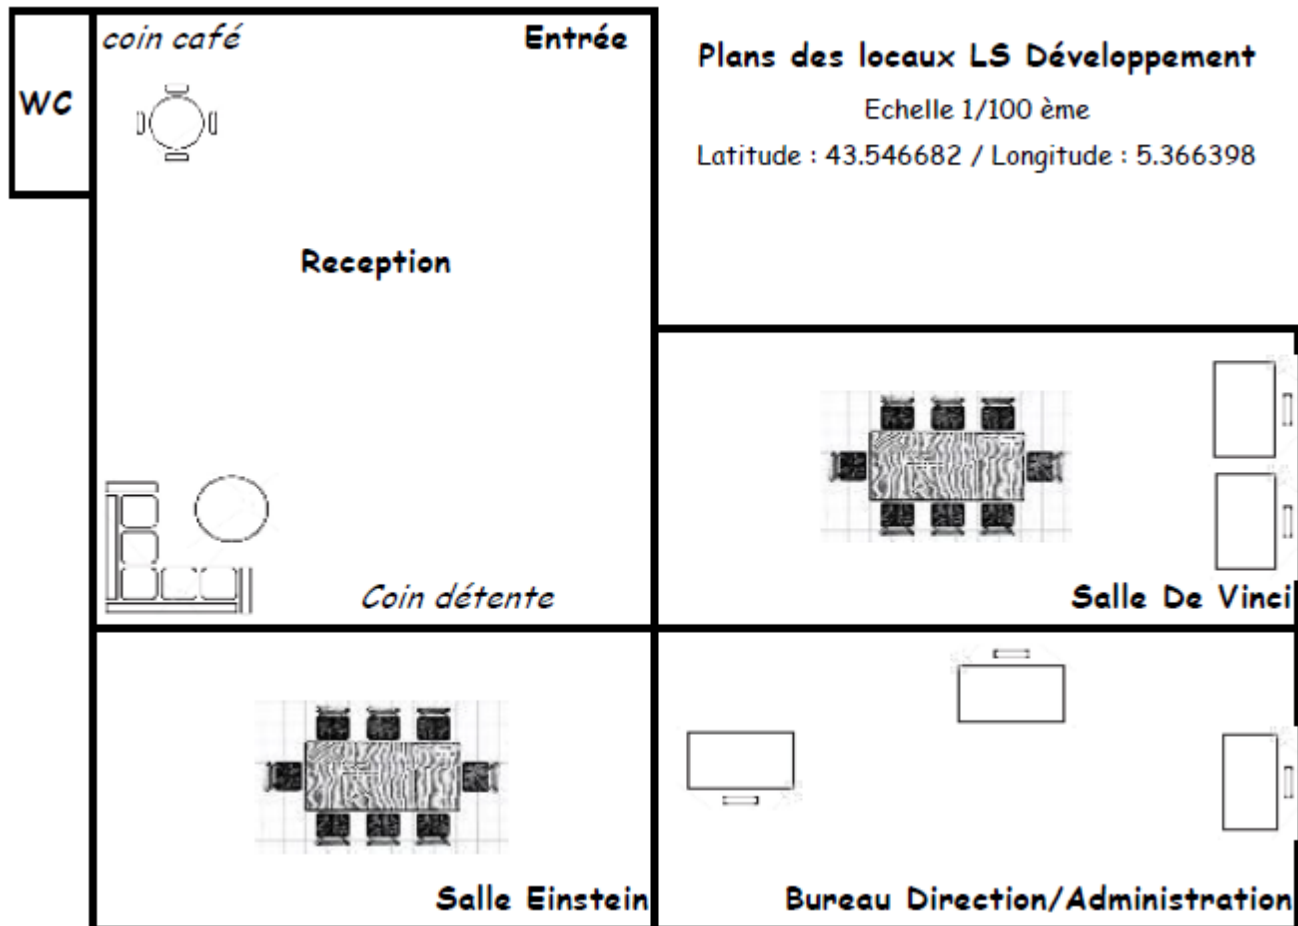 coin café
Entrée
WC
Plans des locaux LS Développement
Echelle 1/100 ème
Latitude : 43.546682 / Longitude : 5.366398
Reception
Coin détente
Salle De Vinci
Salle Einstein
Bureau Direction/Administration